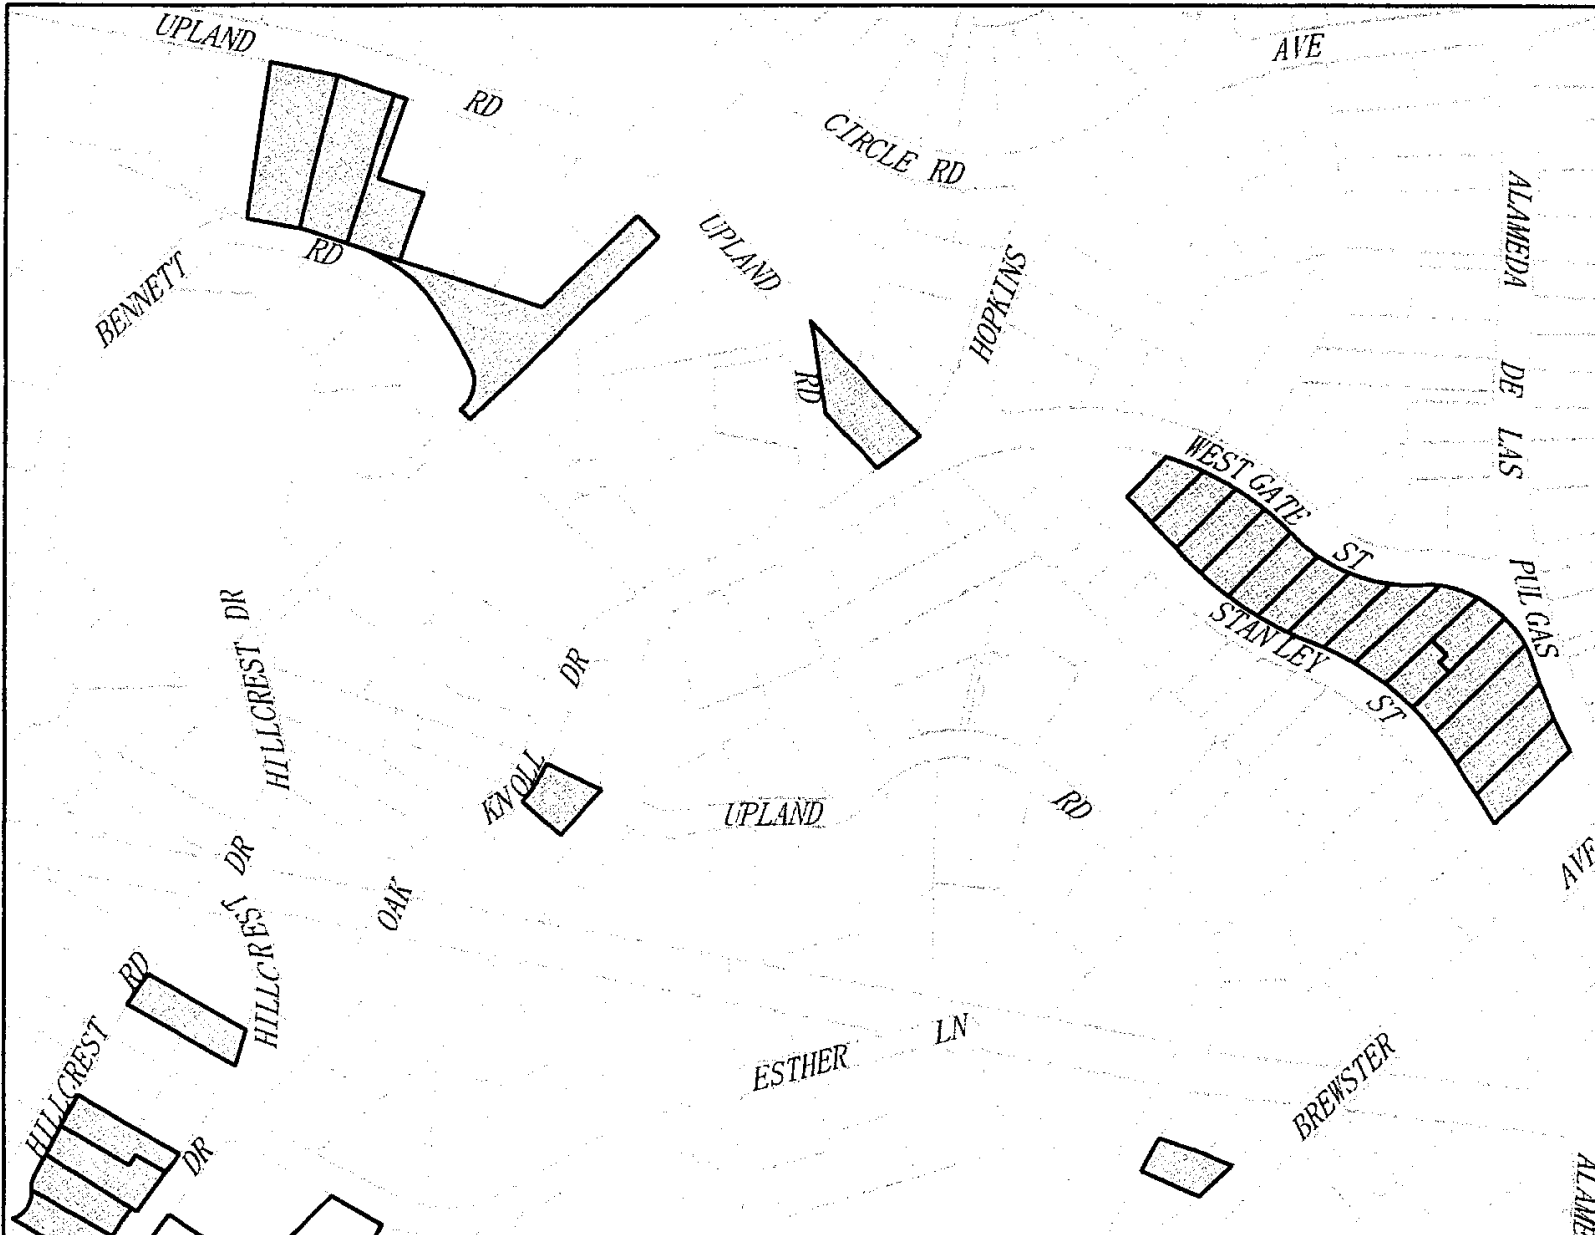 UPLAND
RD
AVE
CIRCLE RD
ALAMEDA
DE
LAS
PULGAS
AVE
UPLAND
RD
HOPKINS
BENNETT
RD
WEST GATE
ST
STANLEY
ST
HILLCREST DR
KNOLL
DR
UPLAND
RD
OAK
HILLCREST DR
RD
HILLCREST
DR
ESTHER
LN
BREWSTER
ALAME